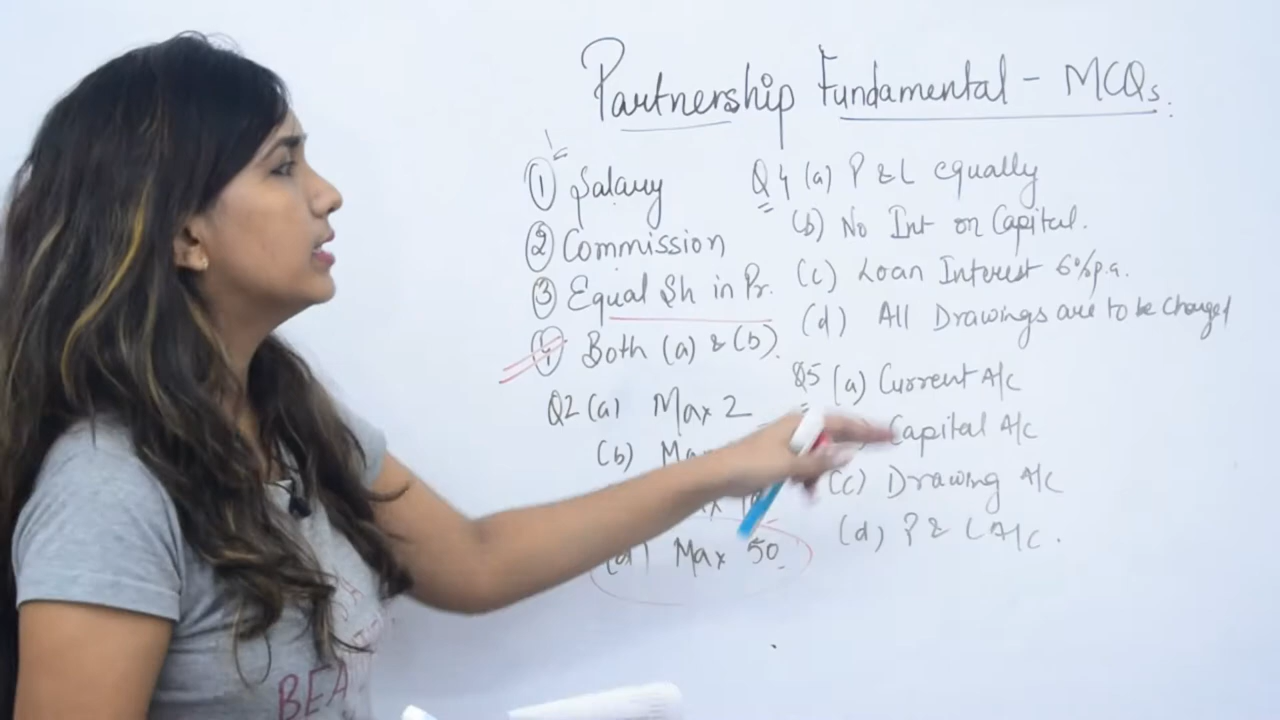 Partnership Fundamental - MCQs.
① Salary
② Commission
③ Equal Sh in Pr.
④ Both (a) & (b).
Q2 (a) Max 2
(b) Ma
(d) Max 50
Q4 (a) P & L equally
(b) No Int on Capital.
(c) Loan Interest 6% p.a.
(d) All Drawings are to be charged
Q5 (a) Current A/c
Capital A/c
(c) Drawing A/c
(d) P & L A/c.
BEA